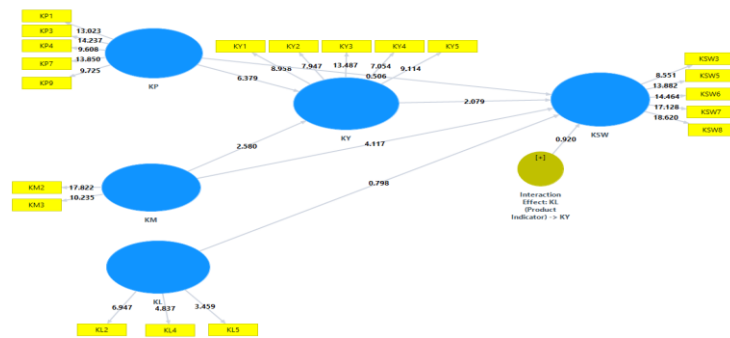 KP1
KP3
KP4
KP7
KP9
13.023
14.237
9.608
13.850
9.725
KP
KY1
KY2
KY3
KY4
KY5
8.958
7.947
13.487
7.054
9.114
0.506
6.379
KY
2.079
KSW3
KSW5
KSW6
KSW7
KSW8
8.551
13.882
14.464
17.128
18.620
KSW
2.580
4.117
0.920
[+]
Interaction
Effect: KL
(Product
Indicator) -> KY
KM2
KM3
17.822
10.235
KM
0.798
KL
6.947
4.837
3.459
KL2
KL4
KL5